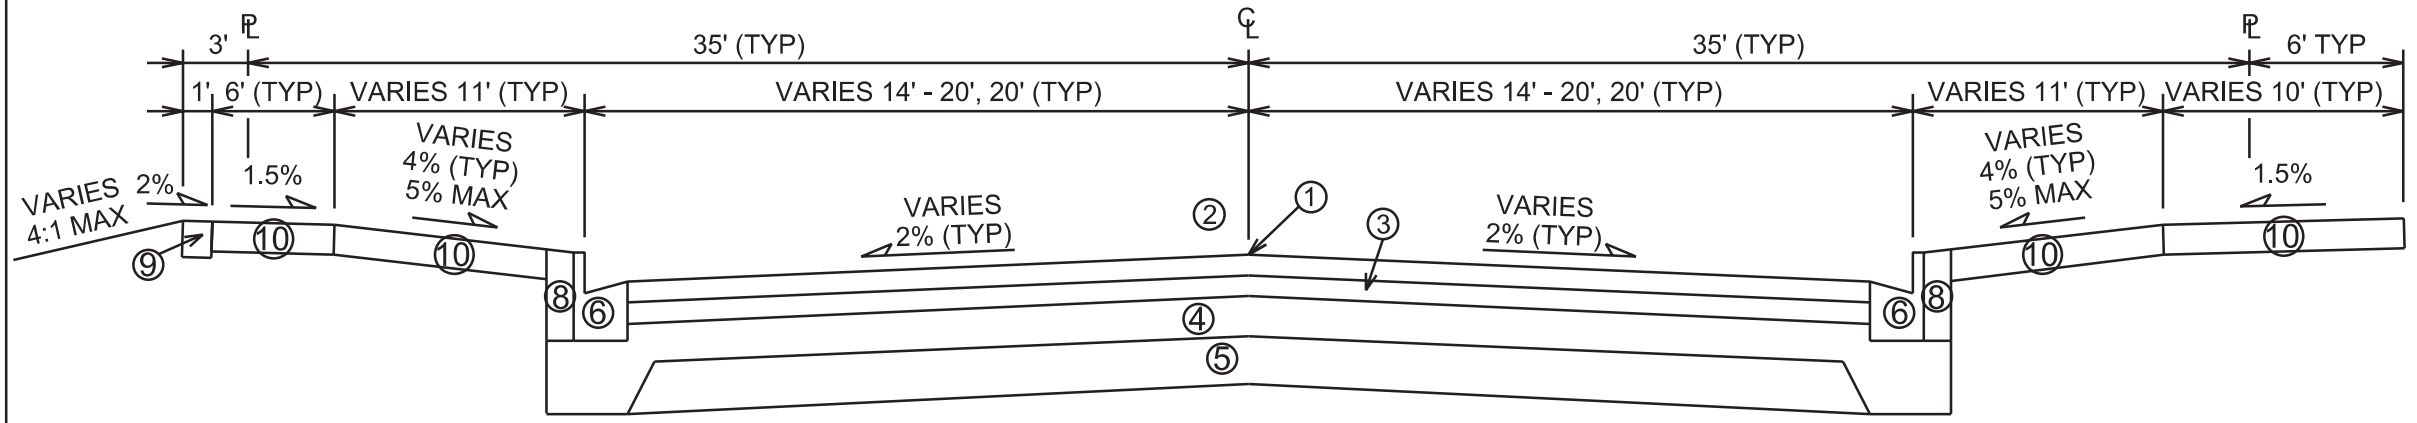 PL
CL
PL
3'
35' (TYP)
35' (TYP)
6' TYP
1'
6' (TYP)
VARIES 11' (TYP)
VARIES 14' - 20', 20' (TYP)
VARIES 14' - 20', 20' (TYP)
VARIES 11' (TYP)
VARIES 10' (TYP)
VARIES
4:1 MAX
2%
1.5%
VARIES
4% (TYP)
5% MAX
VARIES
2% (TYP)
2
1
3
VARIES
2% (TYP)
VARIES
4% (TYP)
5% MAX
1.5%
9
10
10
8
6
4
5
6
8
10
10